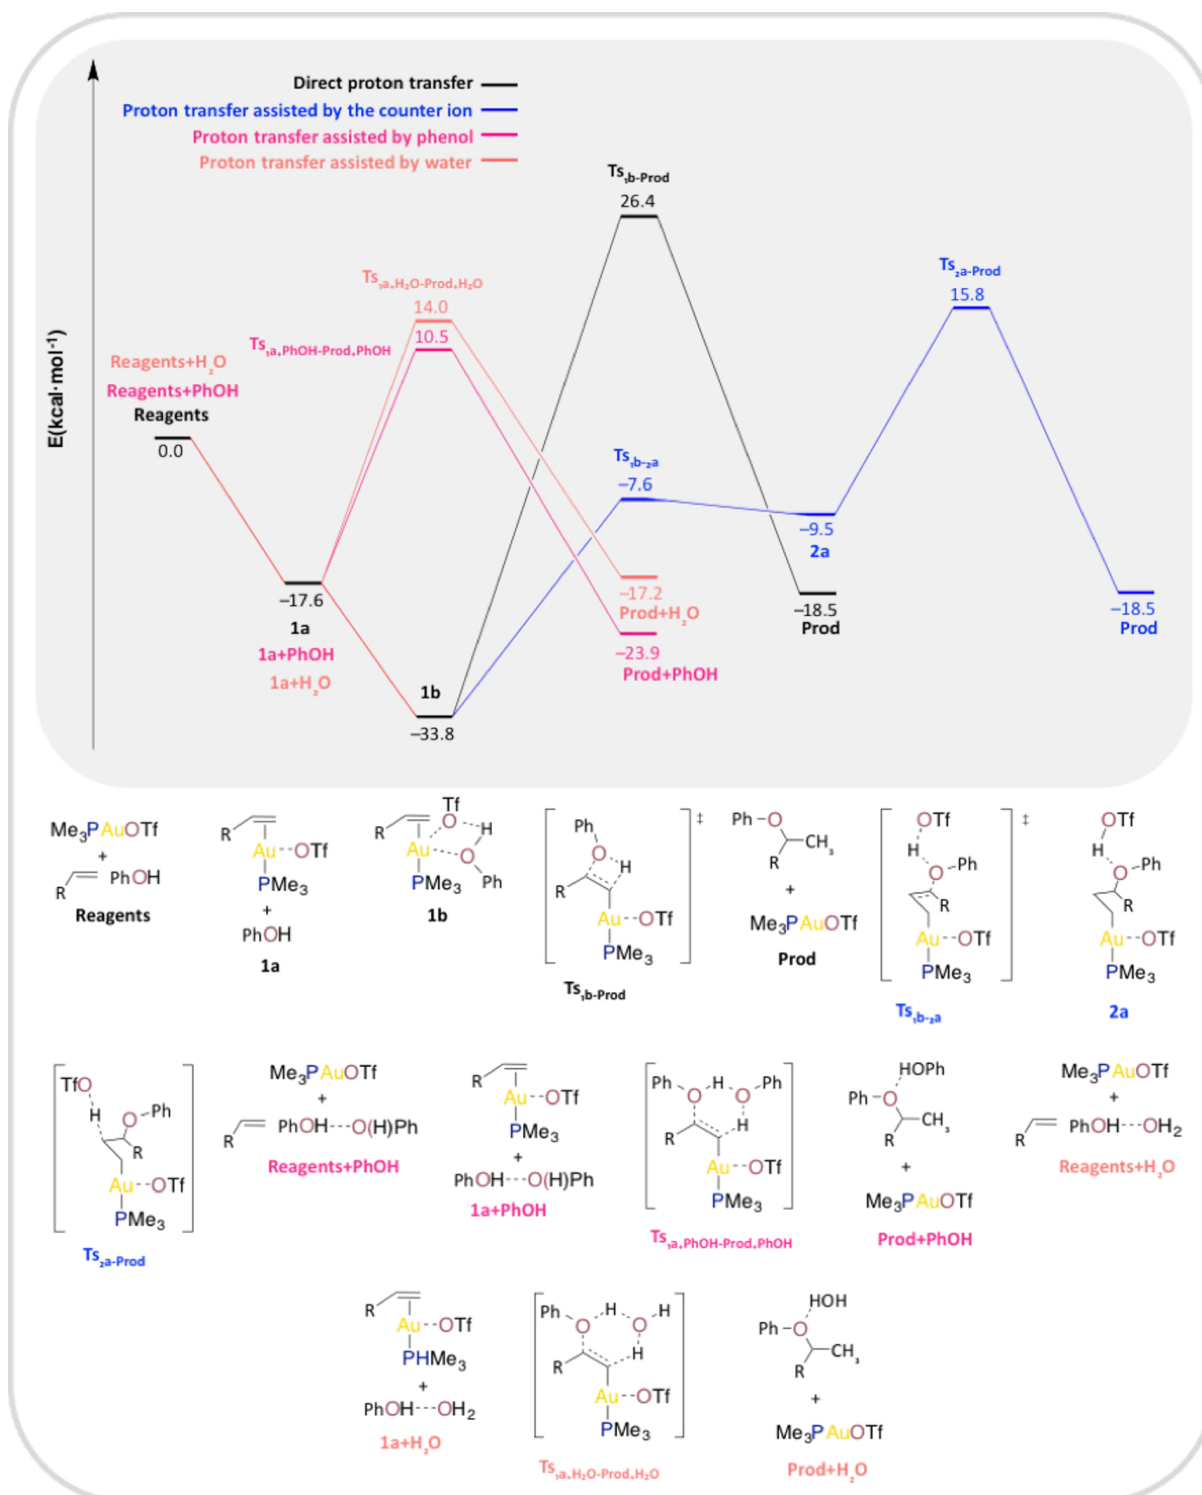 Direct proton transfer
Proton transfer assisted by the counter ion
Proton transfer assisted by phenol
Proton transfer assisted by water
E(kcal·mol⁻¹)
Ts₁b-Prod
26.4
Ts₂a-Prod
15.8
Ts₁a,H₂O-Prod,H₂O
14.0
Ts₁a,PhOH-Prod,PhOH
10.5
Reagents+H₂O
Reagents+PhOH
Reagents
0.0
Ts₁b-₂a
−7.6
−9.5
2a
−17.6
1a
1a+PhOH
1a+H₂O
−17.2
Prod+H₂O
−18.5
Prod
−18.5
Prod
−23.9
Prod+PhOH
1b
−33.8
Me₃PAuOTf
+
R PhOH
Reagents
R
Au OTf
PMe₃
+
PhOH
1a
Tf
O H
R
Au O
PMe₃ Ph
1b
Ph
O H
R
Au OTf
PMe₃
‡
Ts₁b-Prod
Ph O
CH₃
R
+
Me₃PAuOTf
Prod
OTf
H
O Ph
R
Au OTf
PMe₃
‡
Ts₁b-₂a
OTf
H
O Ph
R
Au OTf
PMe₃
2a
TfO
H
O Ph
R
Au OTf
PMe₃
Ts₂a-Prod
Me₃PAuOTf
+
R PhOH O(H)Ph
Reagents+PhOH
R
Au OTf
PMe₃
+
PhOH O(H)Ph
1a+PhOH
Ph H Ph
O O
R H
Au OTf
PMe₃
Ts₁a,PhOH-Prod,PhOH
HOPh
Ph O
CH₃
R
+
Me₃PAuOTf
Prod+PhOH
Me₃PAuOTf
+
R PhOH OH₂
Reagents+H₂O
R
Au OTf
PHMe₃
+
PhOH OH₂
1a+H₂O
Ph H H
O O
R H
Au OTf
PMe₃
Ts₁a,H₂O-Prod,H₂O
HOH
Ph O
CH₃
R
+
Me₃PAuOTf
Prod+H₂O